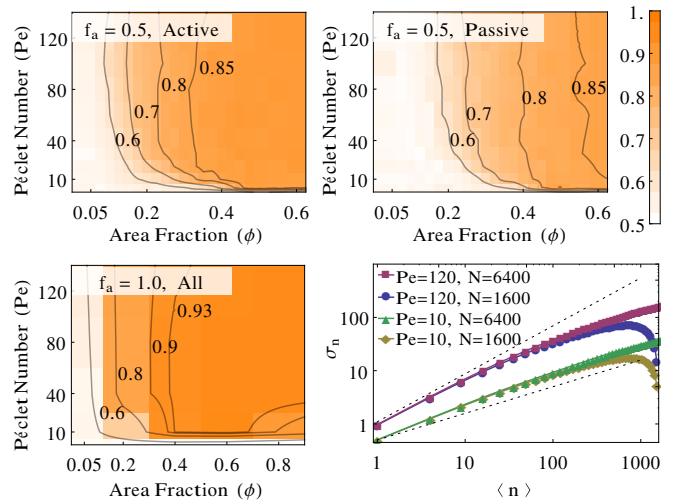 f_a = 0.5, Active
Péclet Number (Pe)
120
80
40
10
0.85
0.8
0.7
0.6
0.05 0.2 0.4 0.6
Area Fraction (ϕ)
f_a = 0.5, Passive
Péclet Number (Pe)
120
80
40
10
0.85
0.8
0.7
0.6
0.05 0.2 0.4 0.6
Area Fraction (ϕ)
1.
0.9
0.8
0.7
0.6
0.5
f_a = 1.0, All
Péclet Number (Pe)
120
80
40
10
0.93
0.9
0.8
0.6
0.05 0.2 0.4 0.6 0.8
Area Fraction (ϕ)
Pe=120, N=6400
Pe=120, N=1600
Pe=10, N=6400
Pe=10, N=1600
σ_n
100
10
1
1 10 100 1000
⟨ n ⟩